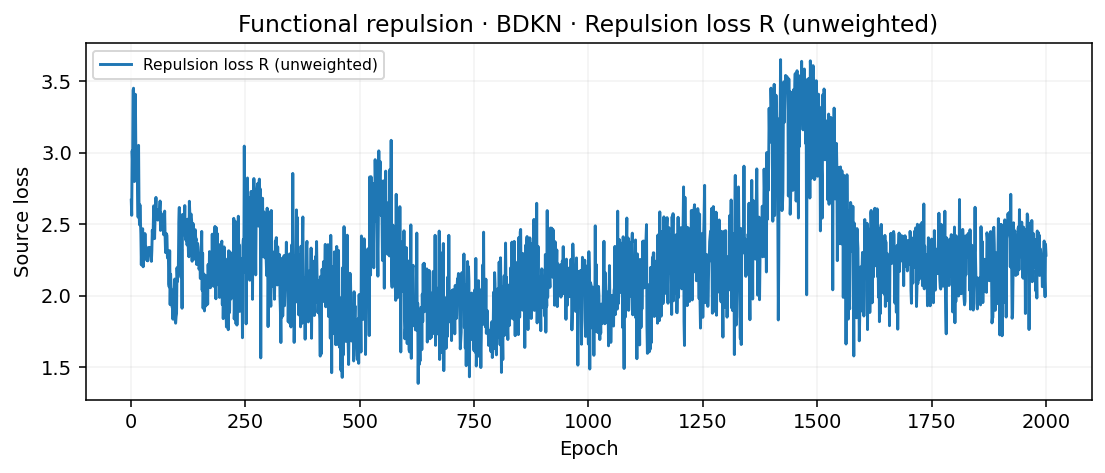 Functional repulsion · BDKN · Repulsion loss R (unweighted)
Repulsion loss R (unweighted)
Source loss
3.5
3.0
2.5
2.0
1.5
0 250 500 750 1000 1250 1500 1750 2000
Epoch